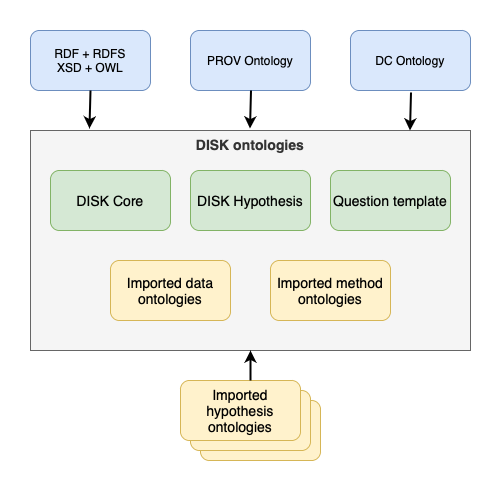 RDF + RDFS
XSD + OWL
PROV Ontology
DC Ontology
DISK ontologies
DISK Core
DISK Hypothesis
Question template
Imported data
ontologies
Imported method
ontologies
Imported
hypothesis
ontologies